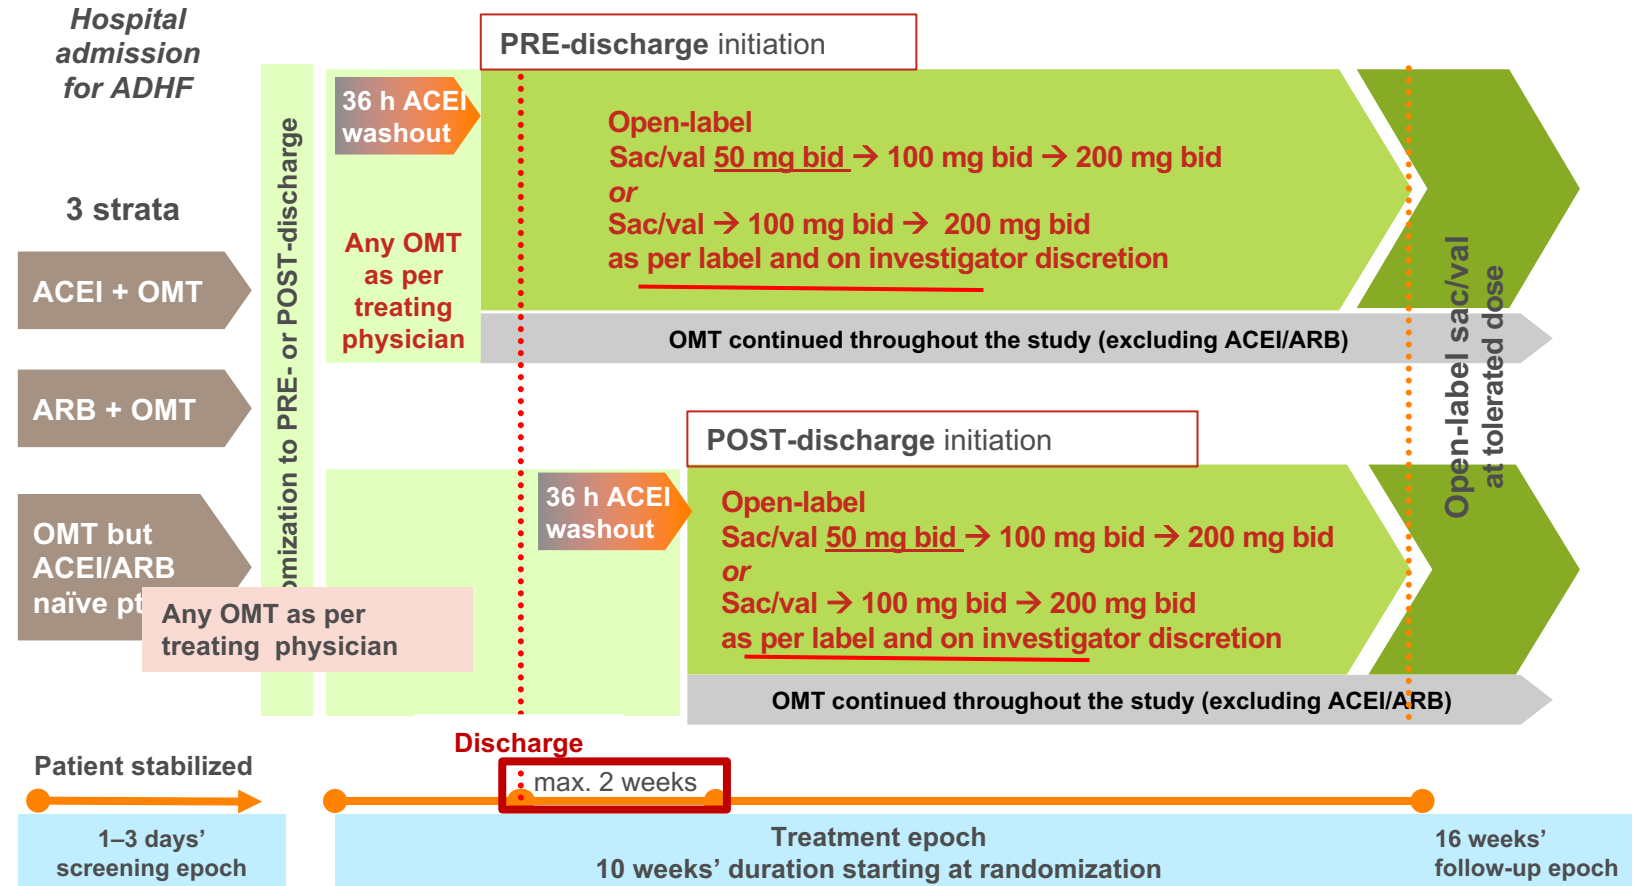 Hospital
admission
for ADHF
3 strata
ACEI + OMT
ARB + OMT
OMT but
ACEI/ARB
naïve pt
Any OMT as per
treating physician
omization to PRE- or POST-discharge
PRE-discharge initiation
36 h ACEI
washout
Any OMT
as per
treating
physician
Open-label
Sac/val 50 mg bid → 100 mg bid → 200 mg bid
or
Sac/val → 100 mg bid → 200 mg bid
as per label and on investigator discretion
OMT continued throughout the study (excluding ACEI/ARB)
POST-discharge initiation
36 h ACEI
washout
Open-label
Sac/val 50 mg bid → 100 mg bid → 200 mg bid
or
Sac/val → 100 mg bid → 200 mg bid
as per label and on investigator discretion
OMT continued throughout the study (excluding ACEI/ARB)
Open-label sac/val
at tolerated dose
Discharge
Patient stabilized
max. 2 weeks
1–3 days’
screening epoch
Treatment epoch
10 weeks’ duration starting at randomization
16 weeks’
follow-up epoch